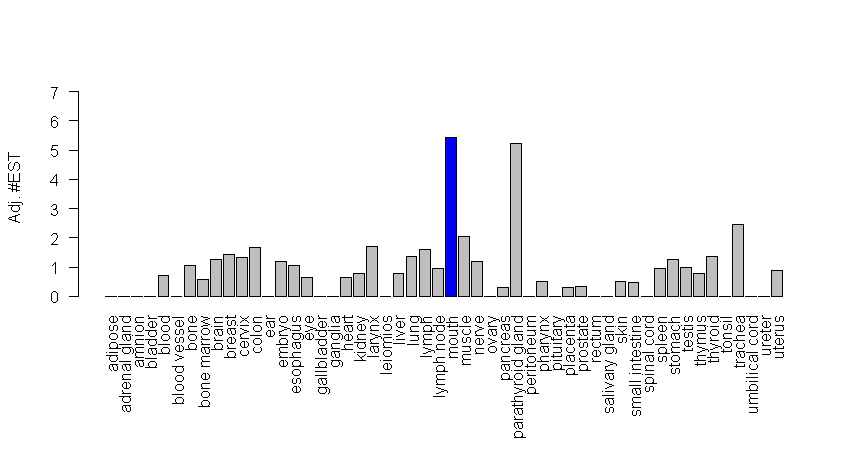 7
6
5
4
3
2
1
0
Adj. #EST
adipose
adrenal gland
amnion
bladder
blood
blood vessel
bone
bone marrow
brain
breast
cervix
colon
ear
embryo
esophagus
eye
gallbladder
ganglia
heart
kidney
larynx
leiomios
liver
lung
lymph
lymph node
mouth
muscle
nerve
ovary
pancreas
parathyroid gland
peritoneum
pharynx
pituitary
placenta
prostate
rectum
salivary gland
skin
small intestine
spinal cord
spleen
stomach
testis
thymus
thyroid
tonsil
trachea
umbilical cord
ureter
uterus